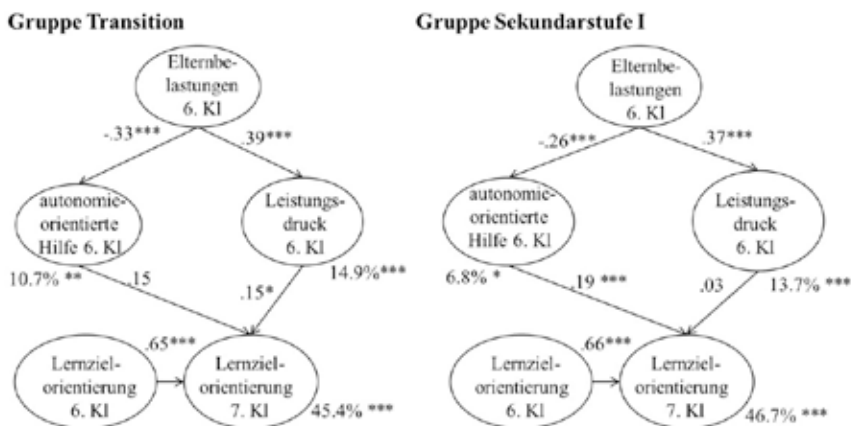 Gruppe Transition
Elternbe-
lastungen
6. Kl
-.33***
.39***
autonomie-
orientierte
Hilfe 6. Kl
Leistungs-
druck
6. Kl
10.7% **
.15
.15*
14.9%***
Lernziel-
orientierung
6. Kl
.65***
Lernziel-
orientierung
7. Kl
45.4% ***
Gruppe Sekundarstufe I
Elternbe-
lastungen
6. Kl
-.26***
.37***
autonomie-
orientierte
Hilfe 6. Kl
Leistungs-
druck
6. Kl
6.8% *
.19 ***
.03
13.7% ***
Lernziel-
orientierung
6. Kl
.66***
Lernziel-
orientierung
7. Kl
46.7% ***